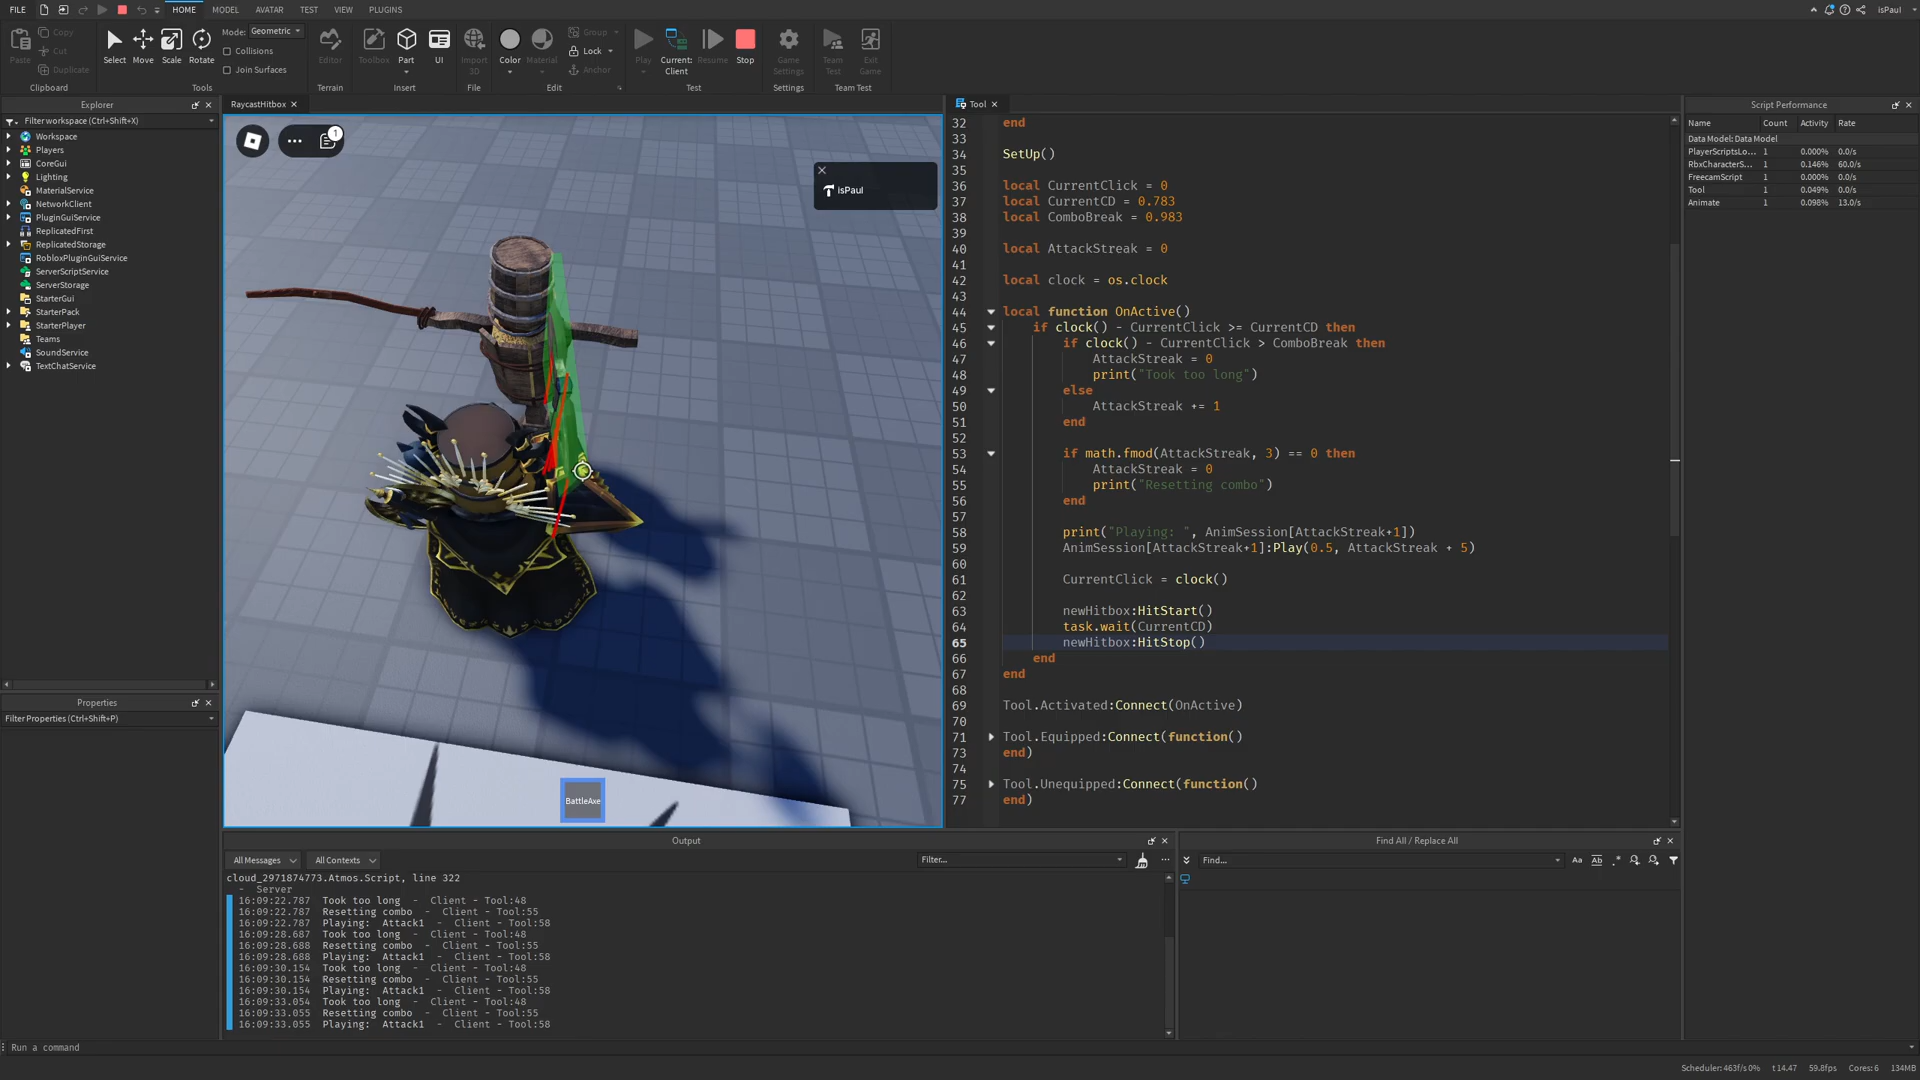 FILE HOME MODEL AVATAR TEST VIEW PLUGINS isPaul
Copy
Cut
Paste Duplicate
Clipboard
Select Move Scale Rotate
Mode: Geometric
Collisions
Join Surfaces
Tools
Editor
Terrain
Toolbox Part UI
Insert
Import 3D
File
Color Material
Group
Lock
Anchor
Edit
Play Current: Client Resume Stop
Test
Game Settings
Settings
Team Test Exit Game
Team Test
Explorer
Filter workspace (Ctrl+Shift+X)
Workspace
Players
CoreGui
Lighting
MaterialService
NetworkClient
PluginGuiService
ReplicatedFirst
ReplicatedStorage
RobloxPluginGuiService
ServerScriptService
ServerStorage
StarterGui
StarterPack
StarterPlayer
Teams
SoundService
TextChatService
Properties
Filter Properties (Ctrl+Shift+P)
RaycastHitbox
1
isPaul
BattleAxe
Tool
32 end
33
34 SetUp()
35
36 local CurrentClick = 0
37 local CurrentCD = 0.783
38 local ComboBreak = 0.983
39
40 local AttackStreak = 0
41
42 local clock = os.clock
43
44 local function OnActive()
45 if clock() - CurrentClick >= CurrentCD then
46 if clock() - CurrentClick > ComboBreak then
47 AttackStreak = 0
48 print("Took too long")
49 else
50 AttackStreak += 1
51 end
52
53 if math.fmod(AttackStreak, 3) == 0 then
54 AttackStreak = 0
55 print("Resetting combo")
56 end
57
58 print("Playing: ", AnimSession[AttackStreak+1])
59 AnimSession[AttackStreak+1]:Play(0.5, AttackStreak + 5)
60
61 CurrentClick = clock()
62
63 newHitbox:HitStart()
64 task.wait(CurrentCD)
65 newHitbox:HitStop()
66 end
67 end
68
69 Tool.Activated:Connect(OnActive)
70
71 Tool.Equipped:Connect(function()
73 end)
74
75 Tool.Unequipped:Connect(function()
77 end)
Script Performance
Name Count Activity Rate
Data Model: Data Model
PlayerScriptsLo... 1 0.000% 0.0/s
RbxCharacterS... 1 0.146% 60.0/s
FreecamScript 1 0.000% 0.0/s
Tool 1 0.049% 0.0/s
Animate 1 0.098% 13.0/s
Output
All Messages All Contexts Filter...
cloud_2971874773.Atmos.Script, line 322
- Server
16:09:22.787 Took too long - Client - Tool:48
16:09:22.787 Resetting combo - Client - Tool:55
16:09:22.787 Playing: Attack1 - Client - Tool:58
16:09:28.687 Took too long - Client - Tool:48
16:09:28.688 Resetting combo - Client - Tool:55
16:09:28.688 Playing: Attack1 - Client - Tool:58
16:09:30.154 Took too long - Client - Tool:48
16:09:30.154 Resetting combo - Client - Tool:55
16:09:30.154 Playing: Attack1 - Client - Tool:58
16:09:33.054 Took too long - Client - Tool:48
16:09:33.055 Resetting combo - Client - Tool:55
16:09:33.055 Playing: Attack1 - Client - Tool:58
Find All / Replace All
Find... Aa Ab .*
Run a command
Scheduler: 463f/s 0% t 14.47 59.8fps Cores: 6 134MB